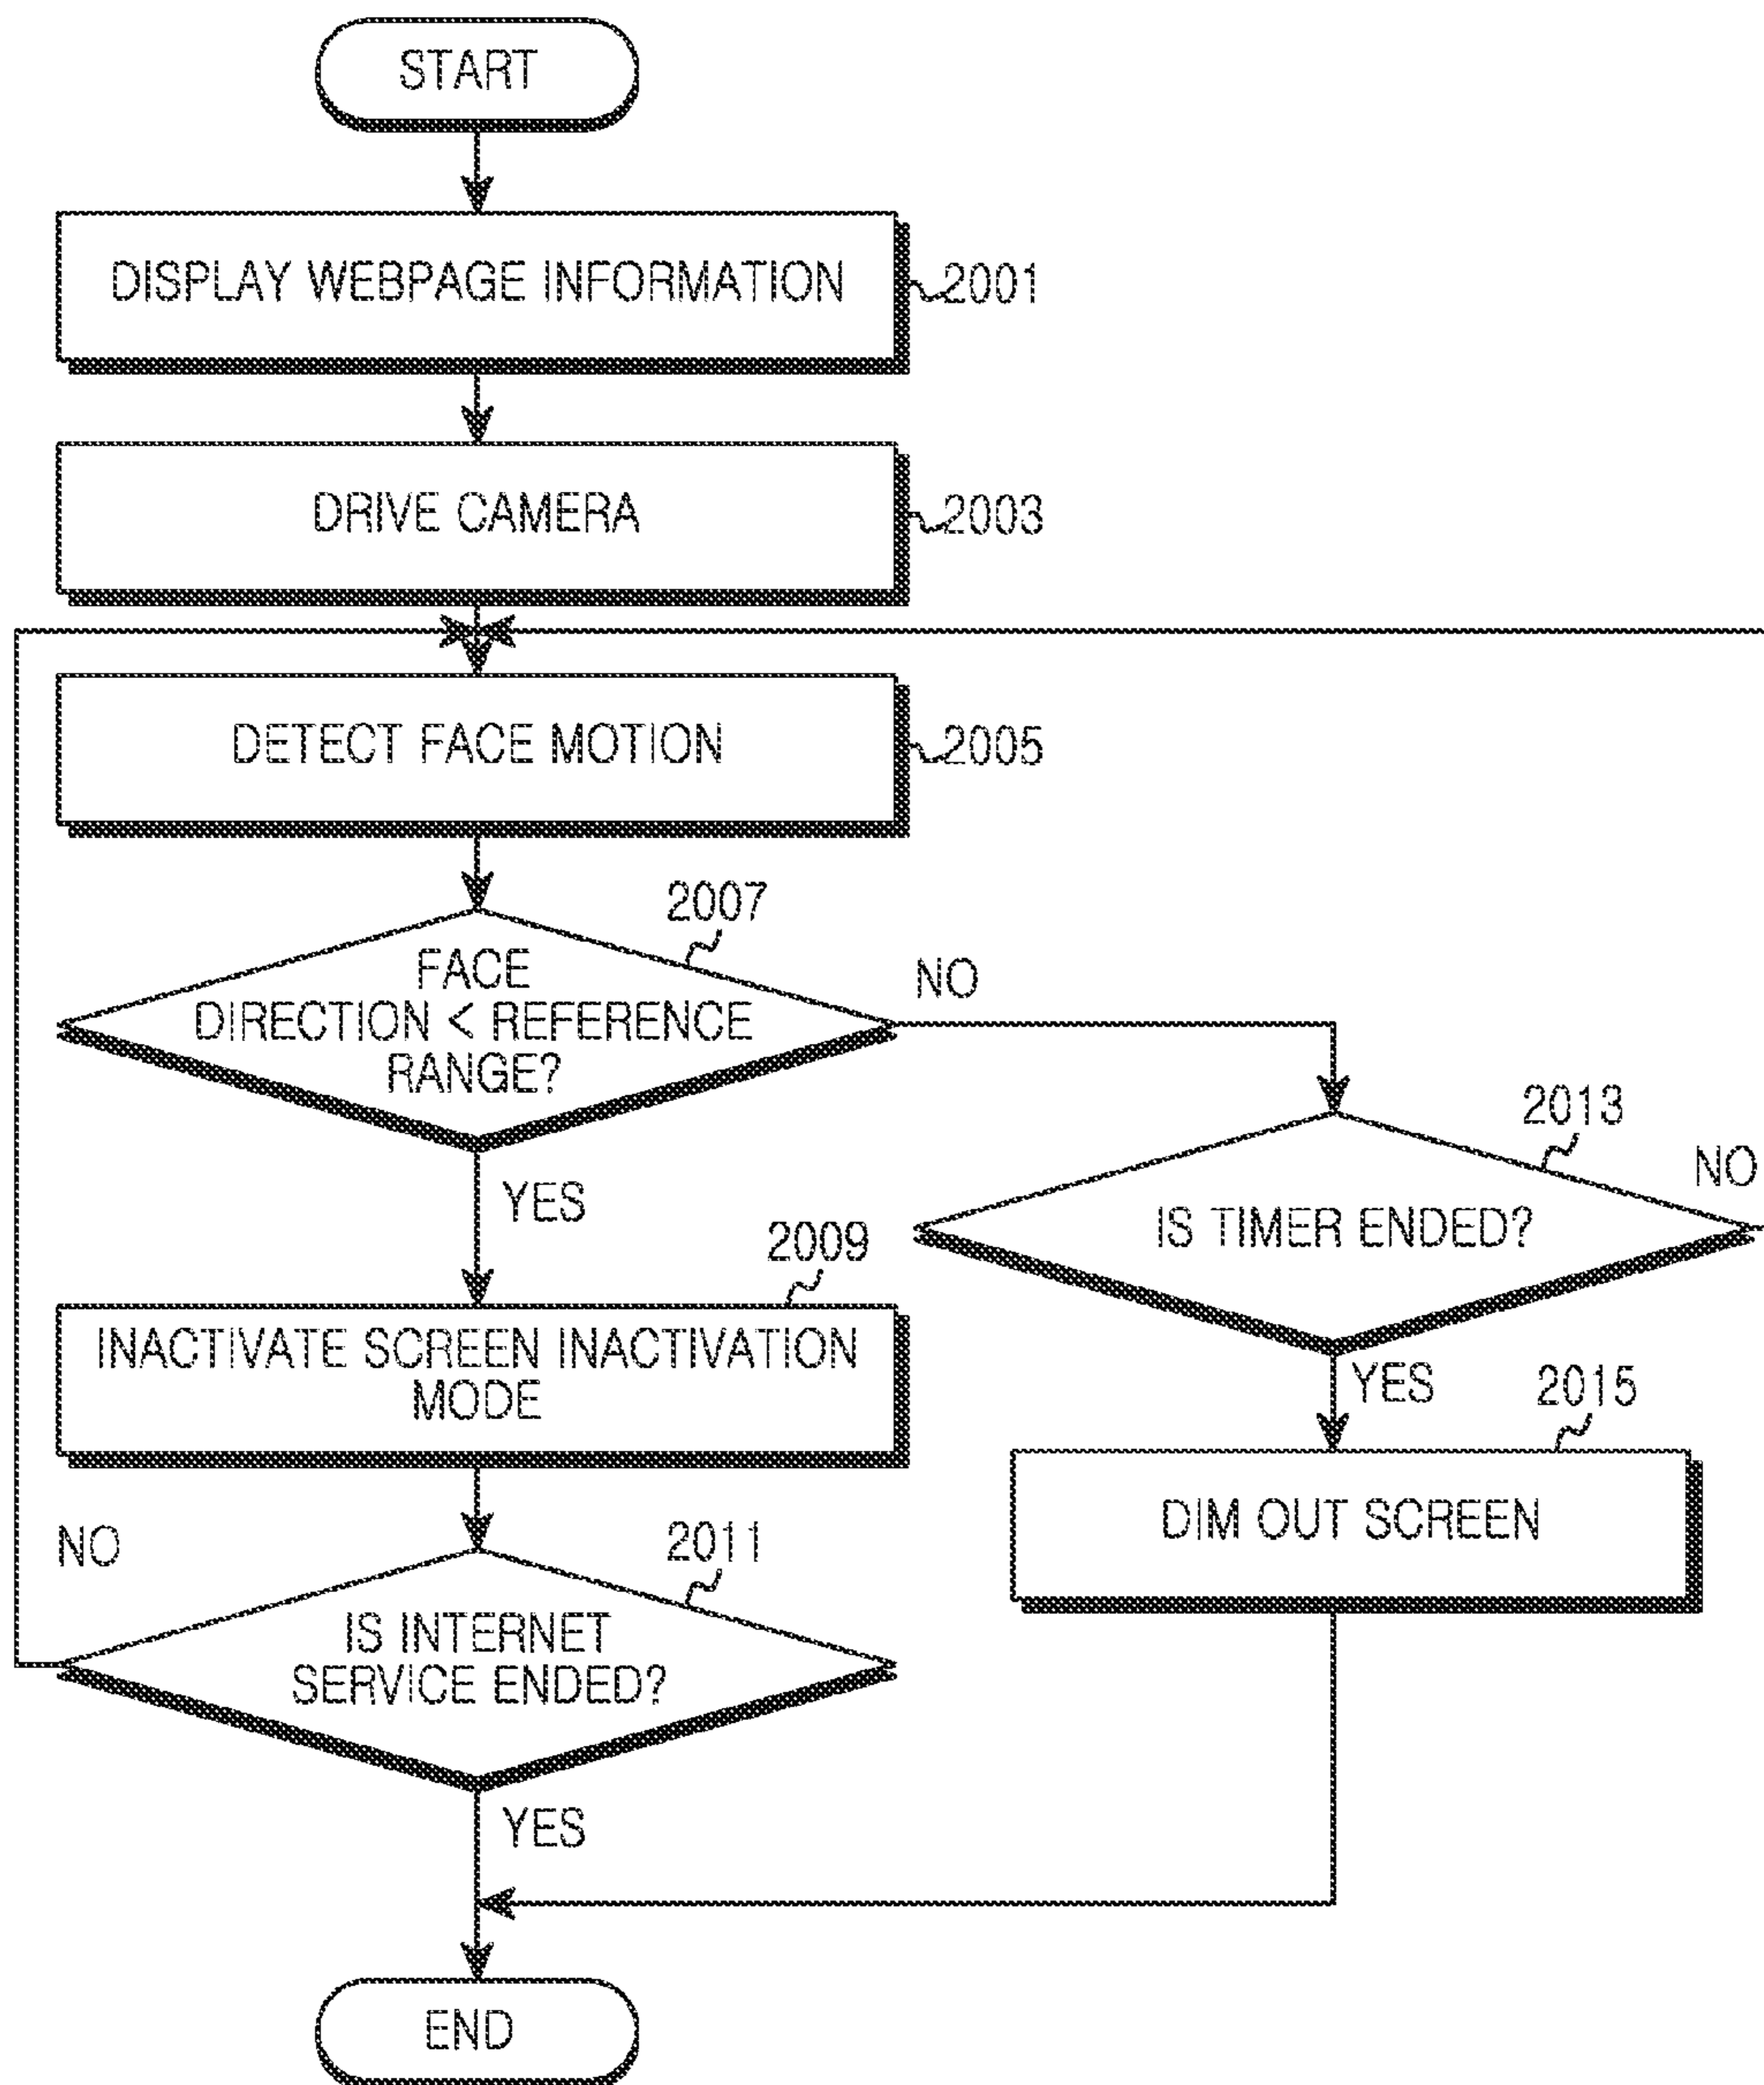 START
DISPLAY WEBPAGE INFORMATION
2001
DRIVE CAMERA
2003
DETECT FACE MOTION
2005
2007
FACE
DIRECTION < REFERENCE
RANGE?
NO
YES
2013
NO
IS TIMER ENDED?
2009
INACTIVATE SCREEN INACTIVATION
MODE
YES
2015
DIM OUT SCREEN
NO
2011
IS INTERNET
SERVICE ENDED?
YES
END